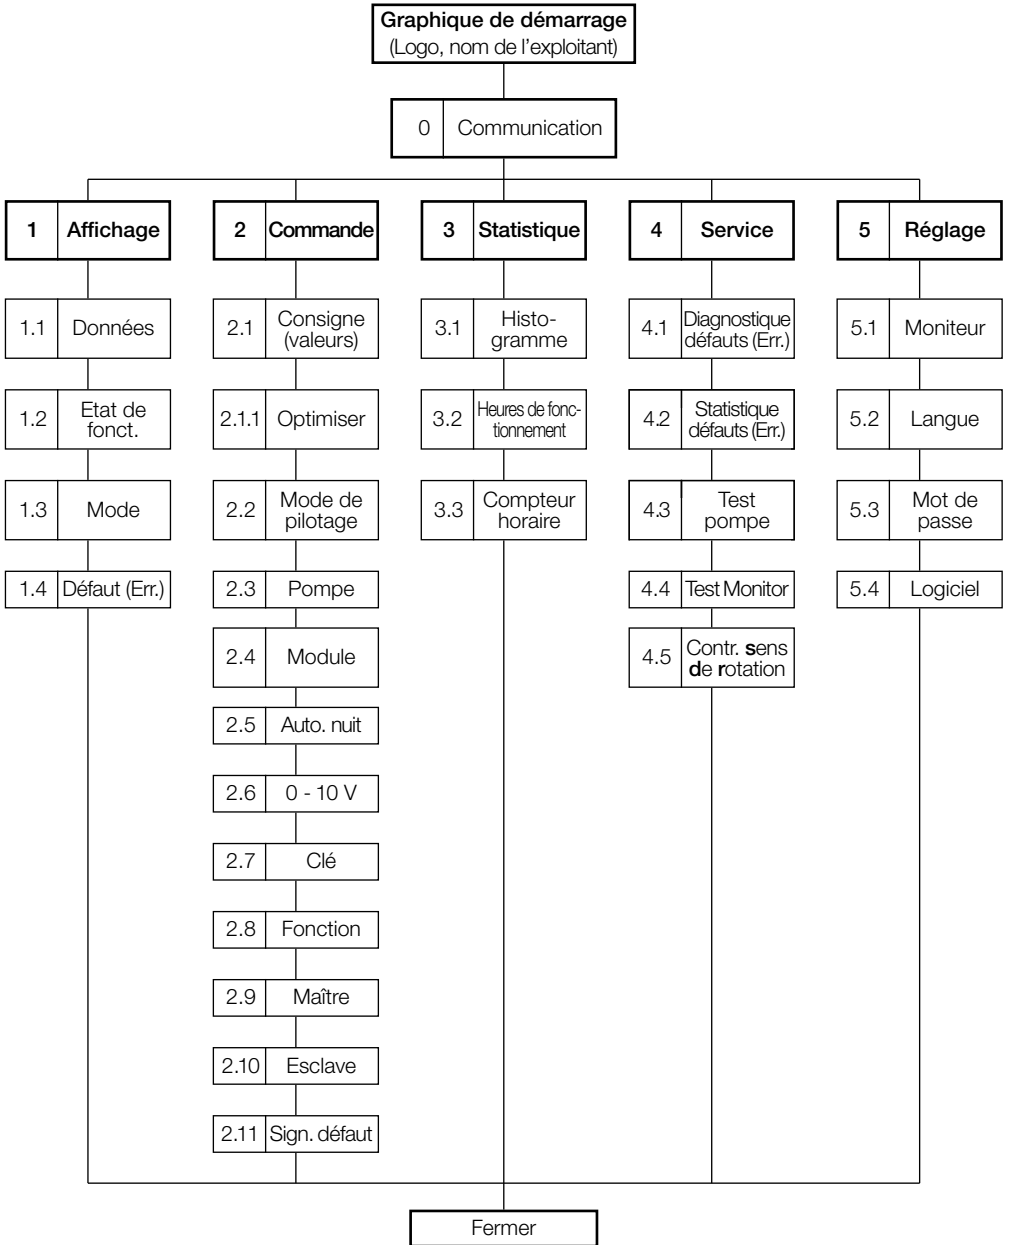 Graphique de démarrage
(Logo, nom de l'exploitant)
0 Communication
1 Affichage
2 Commande
3 Statistique
4 Service
5 Réglage
1.1 Données
2.1 Consigne
(valeurs)
3.1 Histo-
gramme
4.1 Diagnostique
défauts (Err.)
5.1 Moniteur
1.2 Etat de
fonct.
2.1.1 Optimiser
3.2 Heures de fonc-
tionnement
4.2 Statistique
défauts (Err.)
5.2 Langue
1.3 Mode
2.2 Mode de
pilotage
3.3 Compteur
horaire
4.3 Test
pompe
5.3 Mot de
passe
1.4 Défaut (Err.)
2.3 Pompe
4.4 Test Monitor
5.4 Logiciel
2.4 Module
4.5 Contr. sens
de rotation
2.5 Auto. nuit
2.6 0 - 10 V
2.7 Clé
2.8 Fonction
2.9 Maître
2.10 Esclave
2.11 Sign. défaut
Fermer